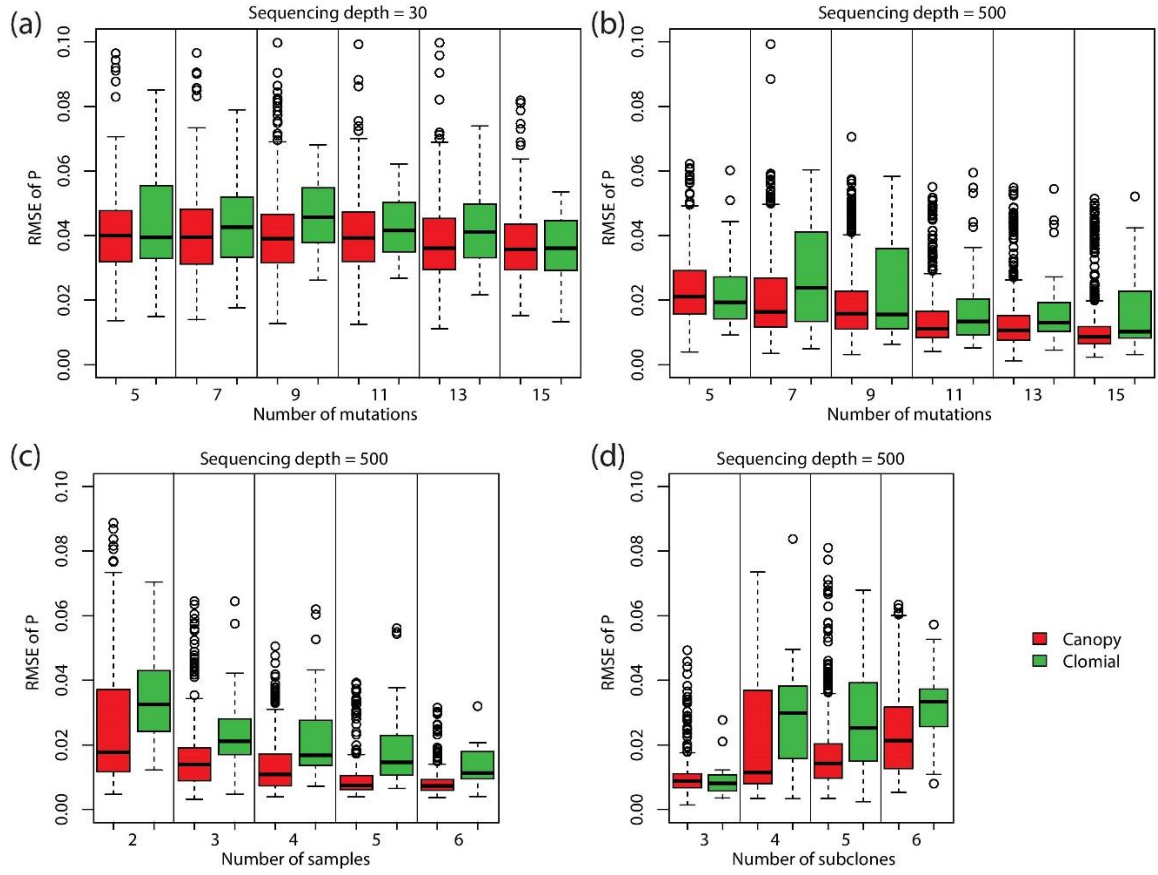 (a)
Sequencing depth = 30
RMSE of P
0.10
0.08
0.06
0.04
0.02
0.00
5 7 9 11 13 15
Number of mutations
(b)
Sequencing depth = 500
RMSE of P
0.10
0.08
0.06
0.04
0.02
0.00
5 7 9 11 13 15
Number of mutations
(c)
Sequencing depth = 500
RMSE of P
0.10
0.08
0.06
0.04
0.02
0.00
2 3 4 5 6
Number of samples
(d)
Sequencing depth = 500
RMSE of P
0.10
0.08
0.06
0.04
0.02
0.00
3 4 5 6
Number of subclones
Canopy
Clomial